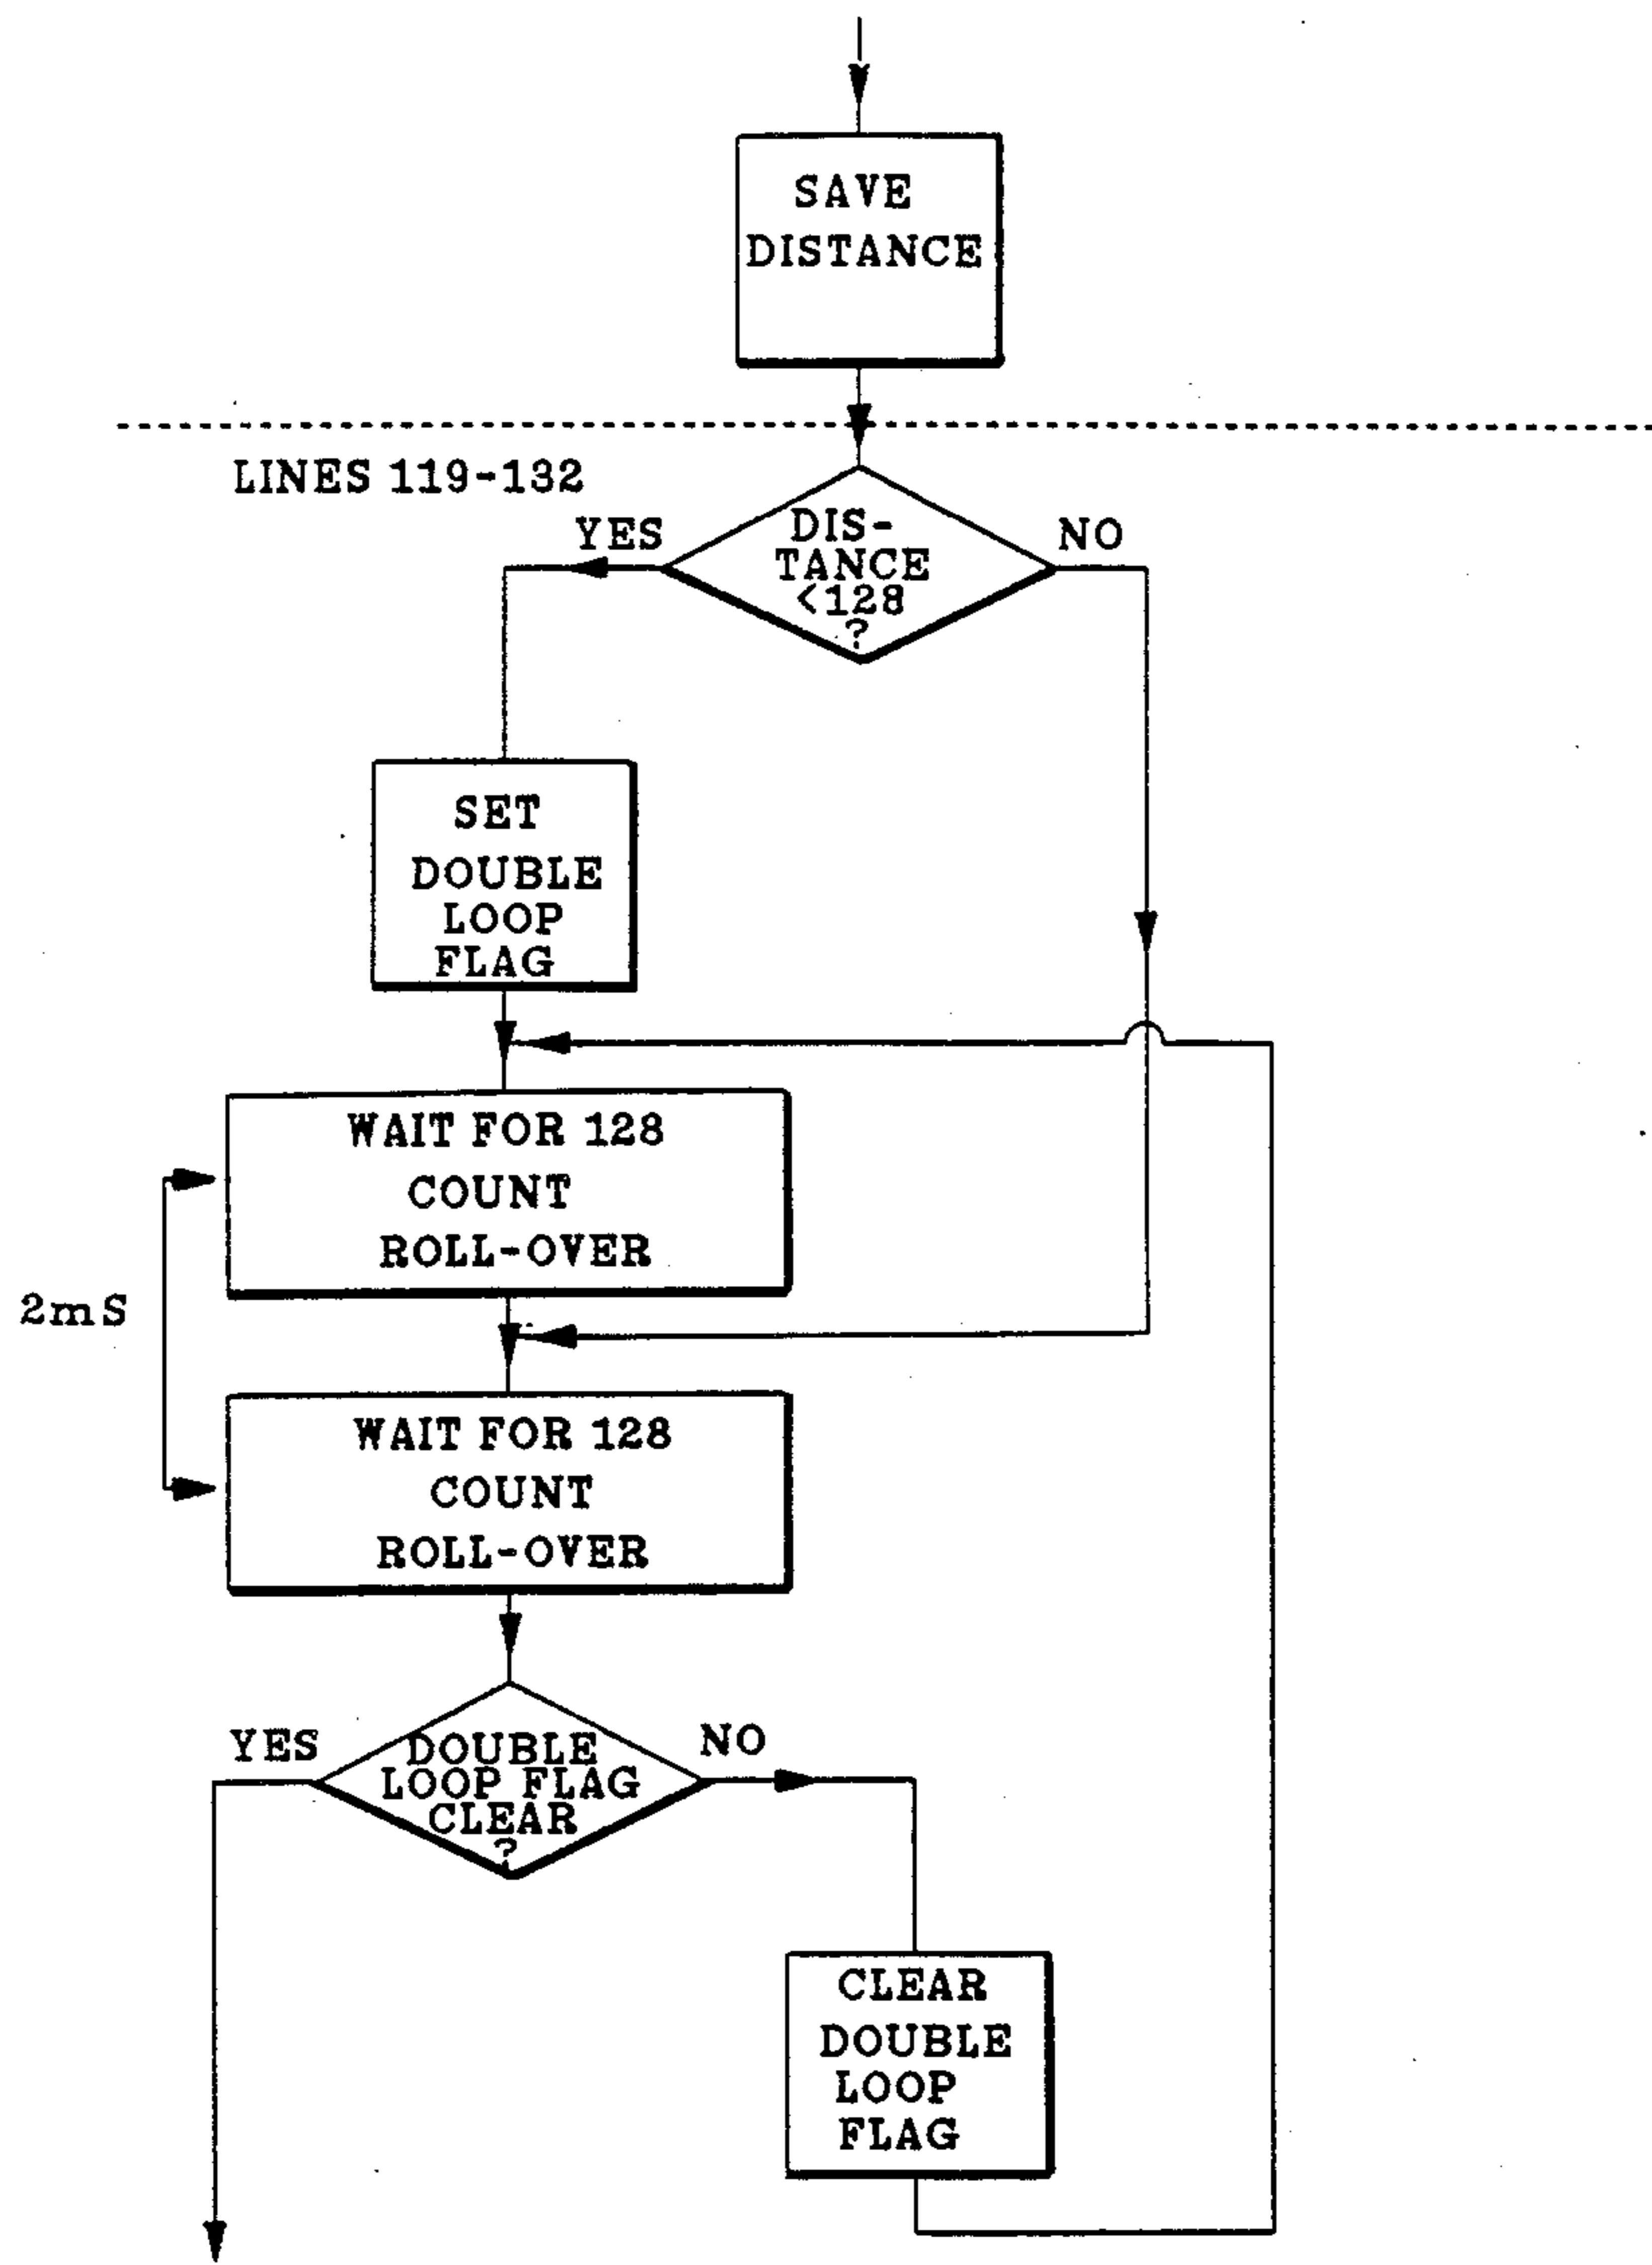 SAVE
DISTANCE
LINES 119-132
YES
DIS-
TANCE
<128
?
NO
SET
DOUBLE
LOOP
FLAG
WAIT FOR 128
COUNT
ROLL-OVER
2mS
WAIT FOR 128
COUNT
ROLL-OVER
YES
DOUBLE
LOOP FLAG
CLEAR
?
NO
CLEAR
DOUBLE
LOOP
FLAG